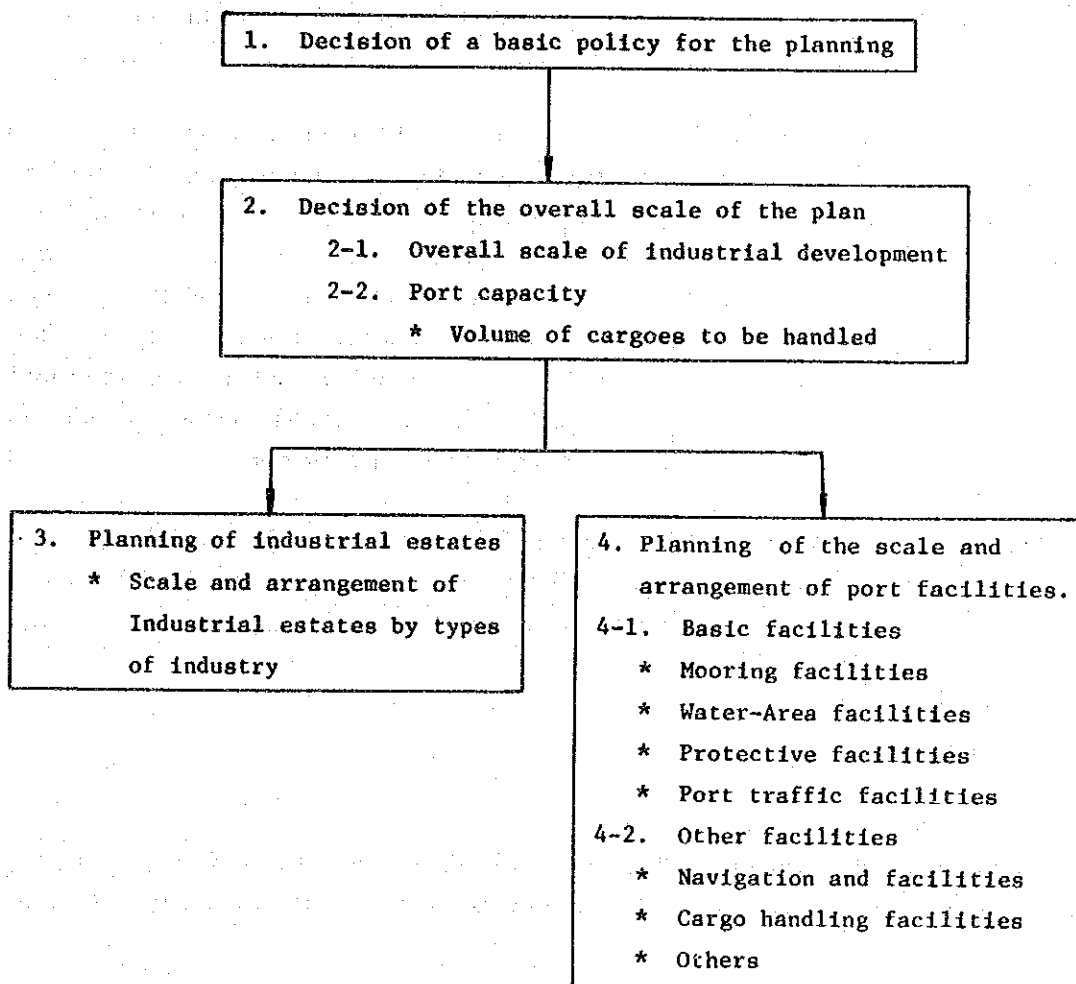 1. Decision of a basic policy for the planning
2. Decision of the overall scale of the plan
2-1. Overall scale of industrial development
2-2. Port capacity
* Volume of cargoes to be handled
3. Planning of industrial estates
* Scale and arrangement of
Industrial estates by types
of industry
4. Planning of the scale and
arrangement of port facilities.
4-1. Basic facilities
* Mooring facilities
* Water-Area facilities
* Protective facilities
* Port traffic facilities
4-2. Other facilities
* Navigation and facilities
* Cargo handling facilities
* Others